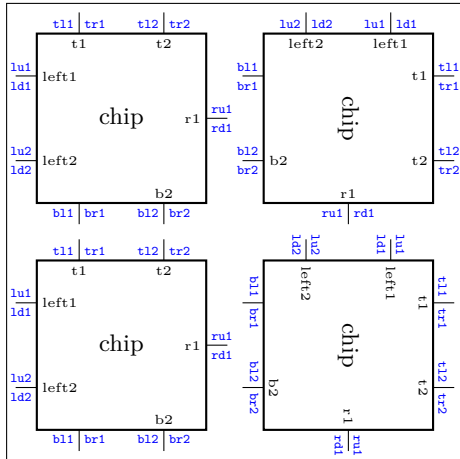 tl1 tr1 tl2 tr2
t1 t2
lu1
ld1 left1
chip
r1 ru1
rd1
lu2
ld2 left2
b2
bl1 br1 bl2 br2
lu2 ld2 lu1 ld1
left2 left1
bl1
br1
t1 tl1
tr1
chip
bl2
br2 b2
t2 tl2
tr2
r1
ru1 rd1
tl1 tr1 tl2 tr2
t1 t2
lu1
ld1 left1
chip
r1 ru1
rd1
lu2
ld2 left2
b2
bl1 br1 bl2 br2
ld2 lu2 ld1 lu1
left2 left1
bl1
br1
t1 tl1
tr1
chip
bl2
br2 b2
t2 tl2
tr2
r1
rd1 ru1